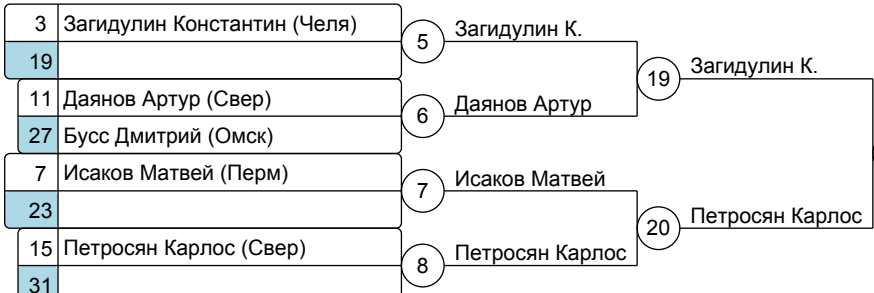 3 Загидулин Константин (Челя)
19
5 Загидулин К.
11 Даянов Артур (Свер)
27 Бусс Дмитрий (Омск)
6 Даянов Артур
19 Загидулин К.
7 Исаков Матвей (Перм)
23
7 Исаков Матвей
15 Петросян Карлос (Свер)
31
8 Петросян Карлос
20 Петросян Карлос